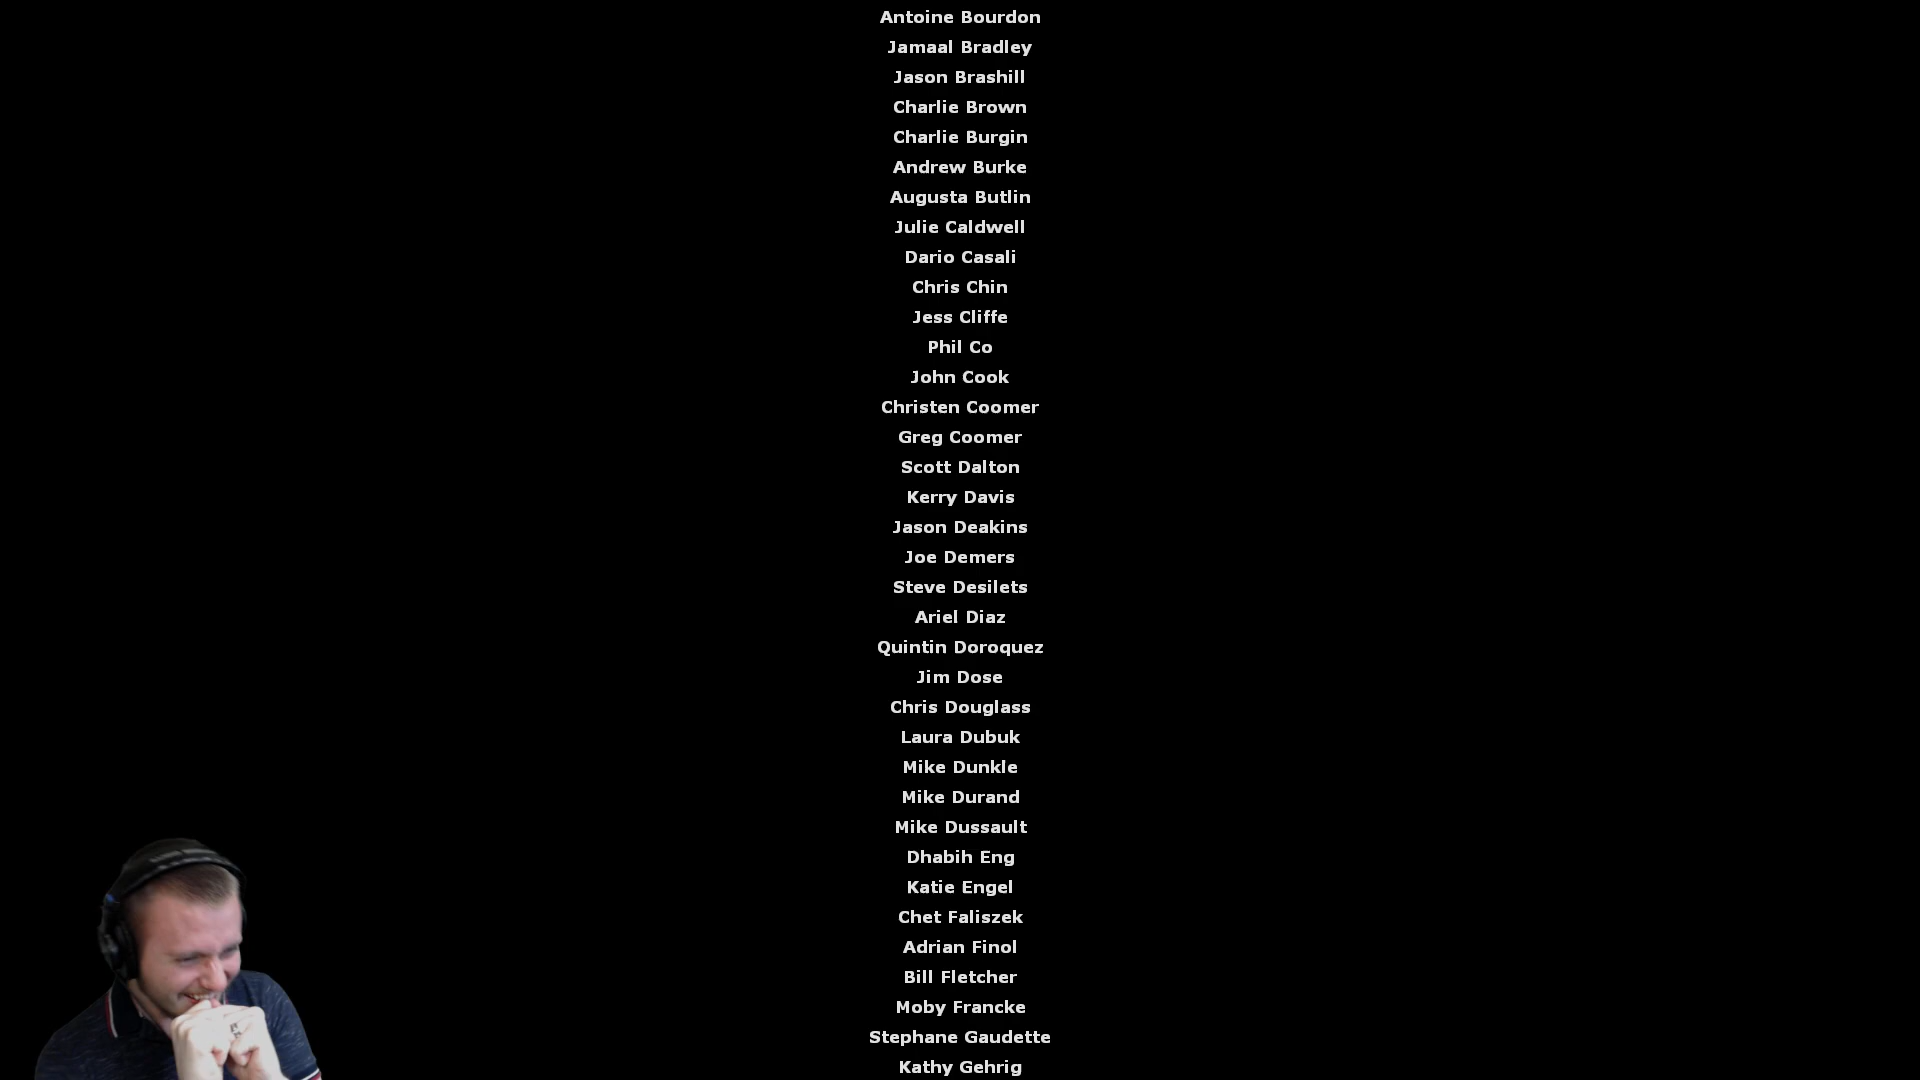 Antoine Bourdon
Jamaal Bradley
Jason Brashill
Charlie Brown
Charlie Burgin
Andrew Burke
Augusta Butlin
Julie Caldwell
Dario Casali
Chris Chin
Jess Cliffe
Phil Co
John Cook
Christen Coomer
Greg Coomer
Scott Dalton
Kerry Davis
Jason Deakins
Joe Demers
Steve Desilets
Ariel Diaz
Quintin Doroquez
Jim Dose
Chris Douglass
Laura Dubuk
Mike Dunkle
Mike Durand
Mike Dussault
Dhabih Eng
Katie Engel
Chet Faliszek
Adrian Finol
Bill Fletcher
Moby Francke
Stephane Gaudette
Kathy Gehrig